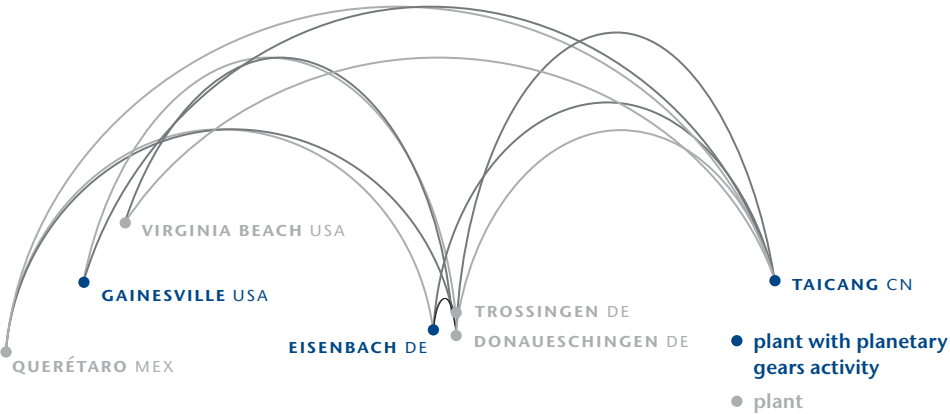 VIRGINIA BEACH USA
GAINESVILLE USA
TAICANG CN
TROSSINGEN DE
EISENBACH DE
DONAUESCHINGEN DE
QUERÉTARO MEX
plant with planetary
gears activity
plant